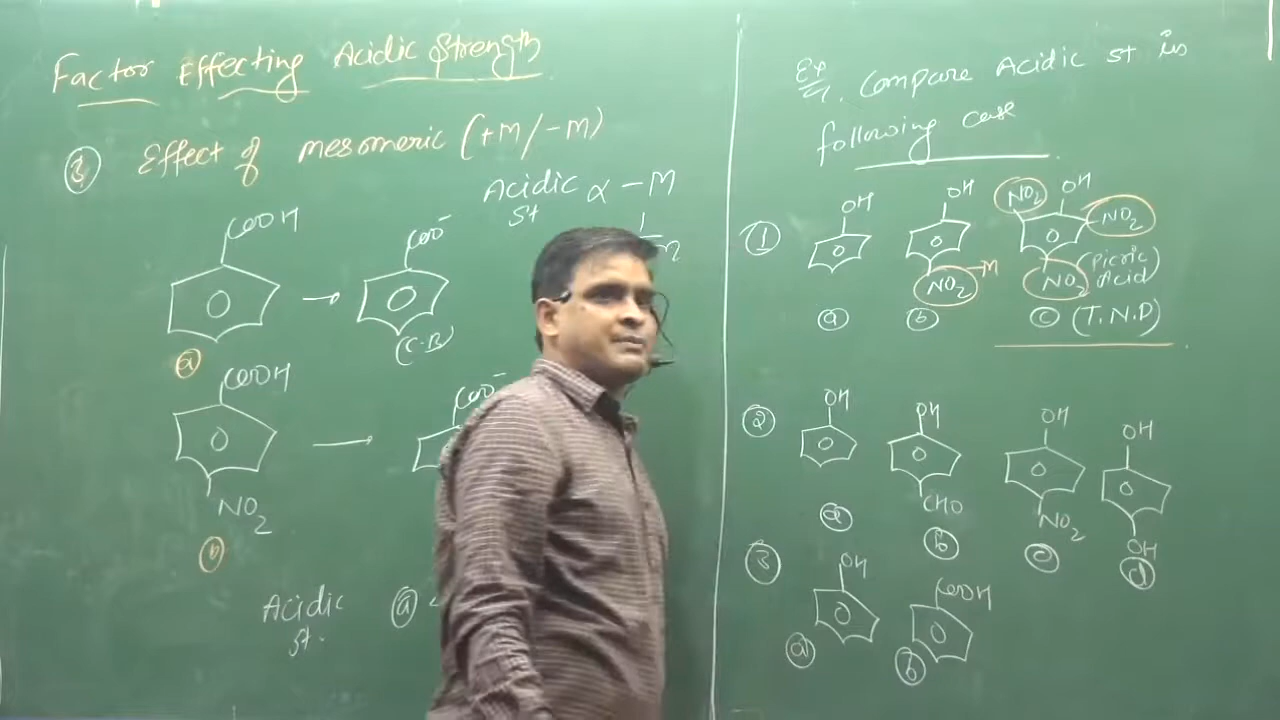 Factor Effecting Acidic Strength
③ Effect of mesomeric (+M/-M)
Acidic St α -M
COOH
COO⁻
(C.B)
ⓐ
COOH
COO⁻
NO₂
ⓑ
Acidic St.
ⓐ <
Ex Compare Acidic st is
following case
① OH OH OH
NO₂ NO₂
NO₂ -M NO₂ (Picric Acid)
ⓐ ⓑ ⓒ (T.N.P)
② OH OH OH OH
CHO NO₂ OH
ⓐ ⓑ ⓒ ⓓ
③ OH COOH
ⓐ ⓑ